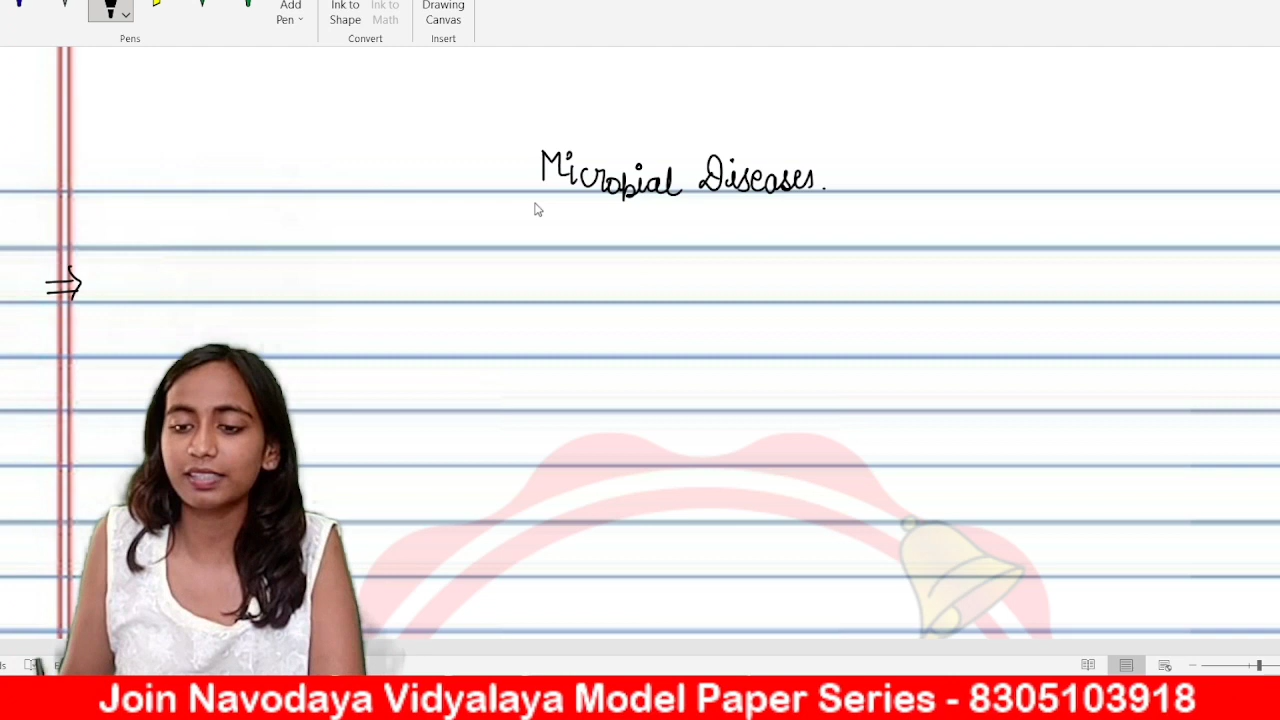 Add
Pen
Ink to
Shape
Ink to
Math
Drawing
Canvas
Pens
Convert
Insert
Microbial Diseases.
⇒
Join Navodaya Vidyalaya Model Paper Series - 8305103918